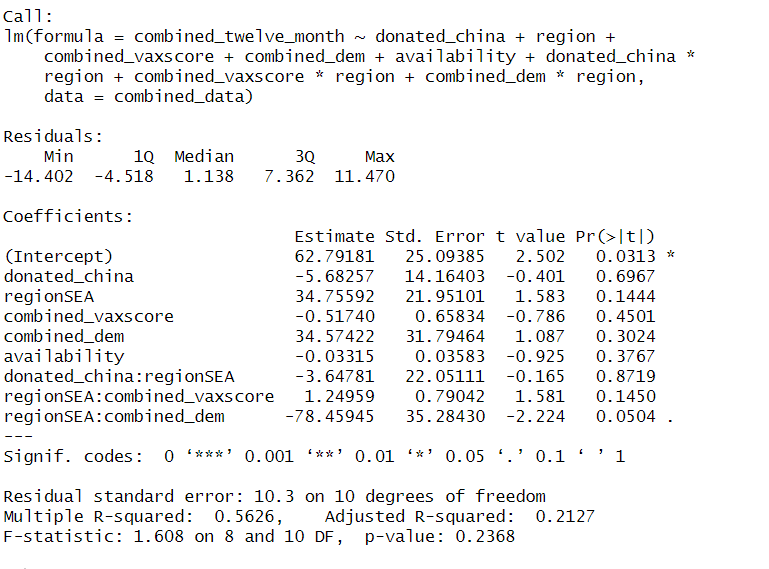 Call:
lm(formula = combined_twelve_month ~ donated_china + region +
    combined_vaxscore + combined_dem + availability + donated_china *
    region + combined_vaxscore * region + combined_dem * region,
    data = combined_data)

Residuals:
    Min      1Q  Median      3Q     Max
-14.402  -4.518   1.138   7.362  11.470

Coefficients:
                             Estimate Std. Error t value Pr(>|t|)
(Intercept)                  62.79181   25.09385   2.502   0.0313 *
donated_china                -5.68257   14.16403  -0.401   0.6967
regionSEA                    34.75592   21.95101   1.583   0.1444
combined_vaxscore            -0.51740    0.65834  -0.786   0.4501
combined_dem                 34.57422   31.79464   1.087   0.3024
availability                 -0.03315    0.03583  -0.925   0.3767
donated_china:regionSEA      -3.64781   22.05111  -0.165   0.8719
regionSEA:combined_vaxscore   1.24959    0.79042   1.581   0.1450
regionSEA:combined_dem      -78.45945   35.28430  -2.224   0.0504 .
---
Signif. codes:  0 ‘***’ 0.001 ‘**’ 0.01 ‘*’ 0.05 ‘.’ 0.1 ‘ ’ 1

Residual standard error: 10.3 on 10 degrees of freedom
Multiple R-squared:  0.5626,    Adjusted R-squared:  0.2127
F-statistic: 1.608 on 8 and 10 DF,  p-value: 0.2368